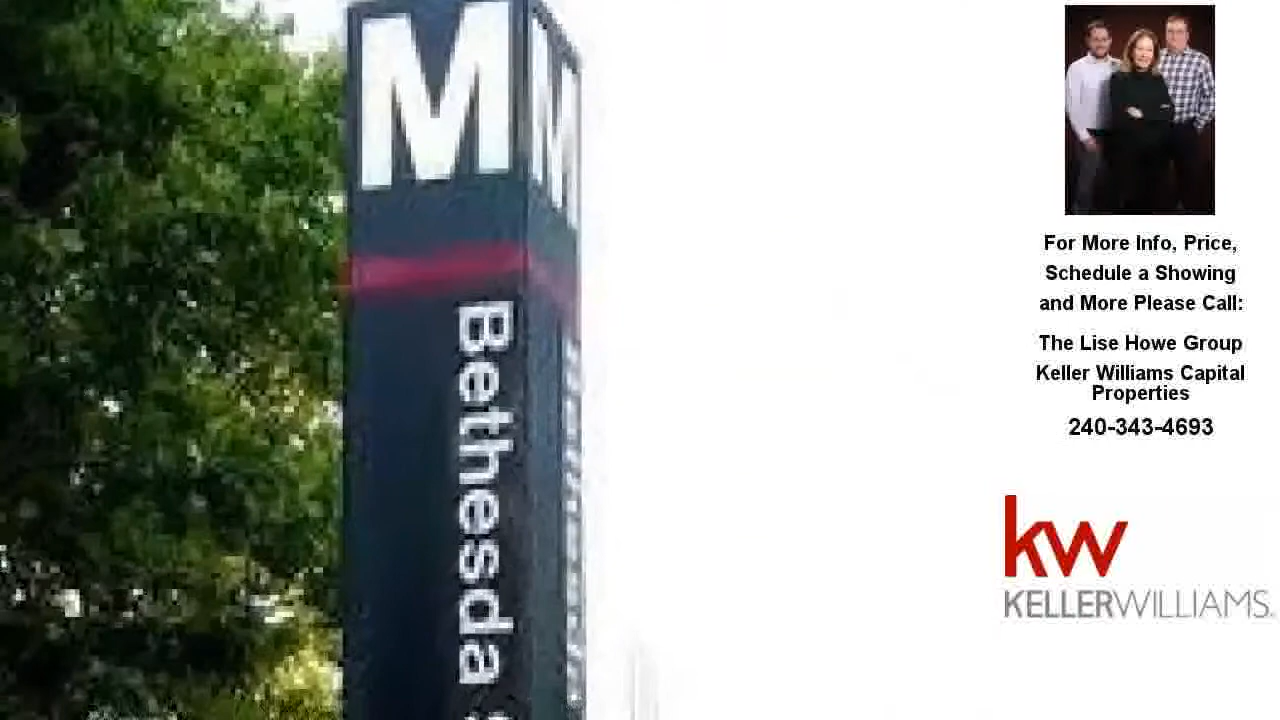 M
M
Bethesda
For More Info, Price,
Schedule a Showing
and More Please Call:
The Lise Howe Group
Keller Williams Capital
Properties
240-343-4693
kw
KELLERWILLIAMS.